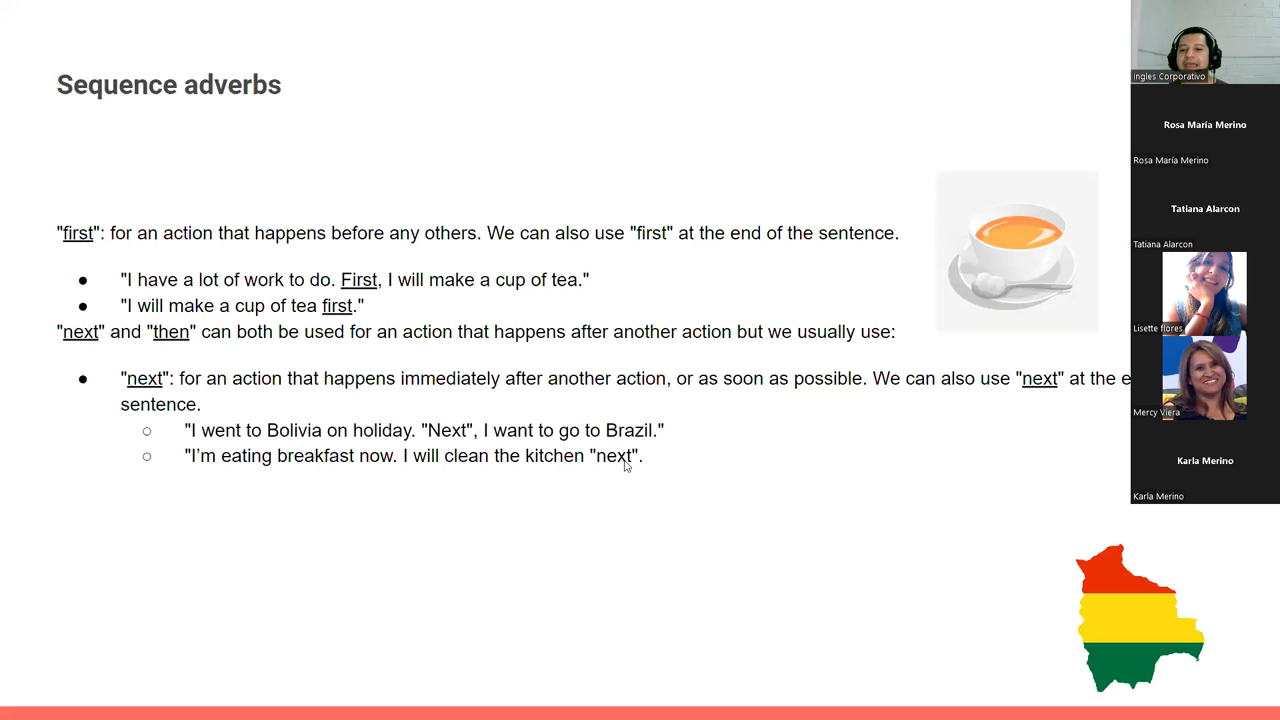 Sequence adverbs
"first": for an action that happens before any others. We can also use "first" at the end of the sentence.
● "I have a lot of work to do. First, I will make a cup of tea."
● "I will make a cup of tea first."
"next" and "then" can both be used for an action that happens after another action but we usually use:
● "next": for an action that happens immediately after another action, or as soon as possible. We can also use "next" at the e
sentence.
○ "I went to Bolivia on holiday. "Next", I want to go to Brazil."
○ "I'm eating breakfast now. I will clean the kitchen "next".
Ingles Corporativo
Rosa María Merino
Rosa María Merino
Tatiana Alarcon
Tatiana Alarcon
Lisette flores
Mercy Viera
Karla Merino
Karla Merino